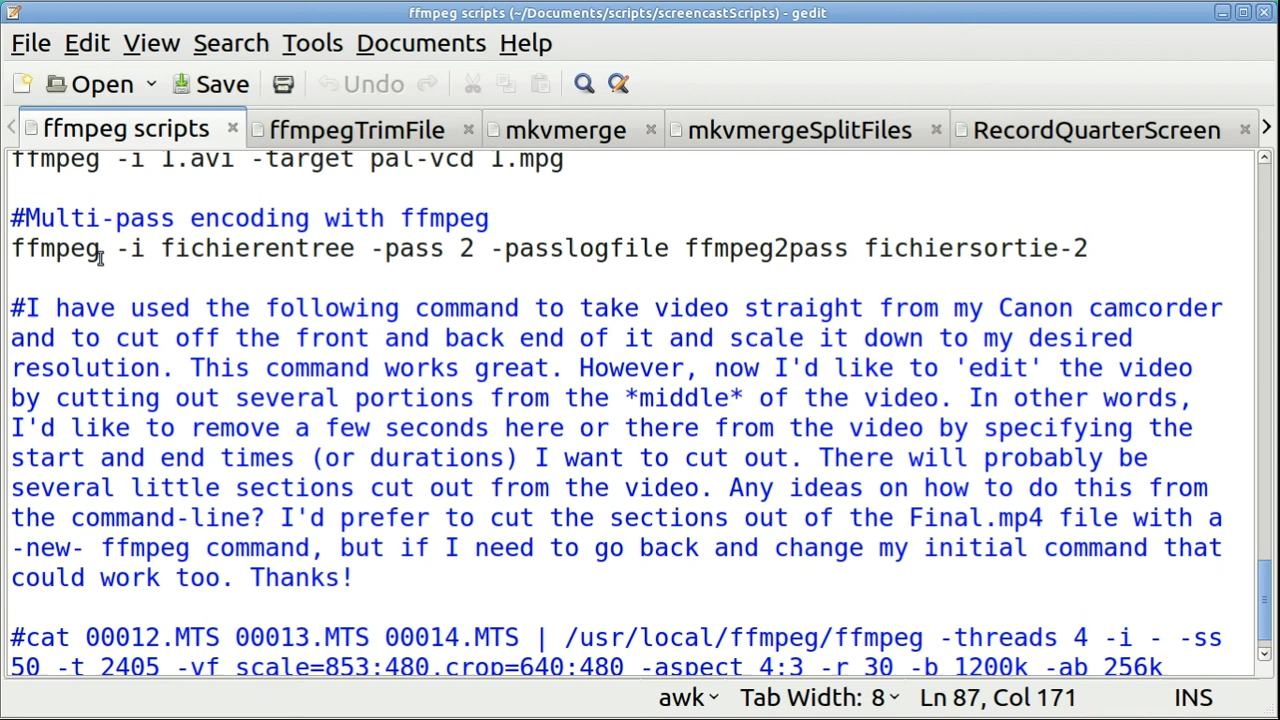 ffmpeg scripts (~/Documents/scripts/screencastScripts) - gedit
File Edit View Search Tools Documents Help
Open Save Undo
ffmpeg scripts ffmpegTrimFile mkvmerge mkvmergeSplitFiles RecordQuarterScreen
ffmpeg -i 1.avi -target pal-vcd 1.mpg
#Multi-pass encoding with ffmpeg
ffmpeg -i fichierentree -pass 2 -passlogfile ffmpeg2pass fichiersortie-2
#I have used the following command to take video straight from my Canon camcorder
and to cut off the front and back end of it and scale it down to my desired
resolution. This command works great. However, now I'd like to 'edit' the video
by cutting out several portions from the *middle* of the video. In other words,
I'd like to remove a few seconds here or there from the video by specifying the
start and end times (or durations) I want to cut out. There will probably be
several little sections cut out from the video. Any ideas on how to do this from
the command-line? I'd prefer to cut the sections out of the Final.mp4 file with a
-new- ffmpeg command, but if I need to go back and change my initial command that
could work too. Thanks!
#cat 00012.MTS 00013.MTS 00014.MTS | /usr/local/ffmpeg/ffmpeg -threads 4 -i - -ss
50 -t 2405 -vf scale=853:480,crop=640:480 -aspect 4:3 -r 30 -b 1200k -ab 256k
awk Tab Width: 8 Ln 87, Col 171 INS